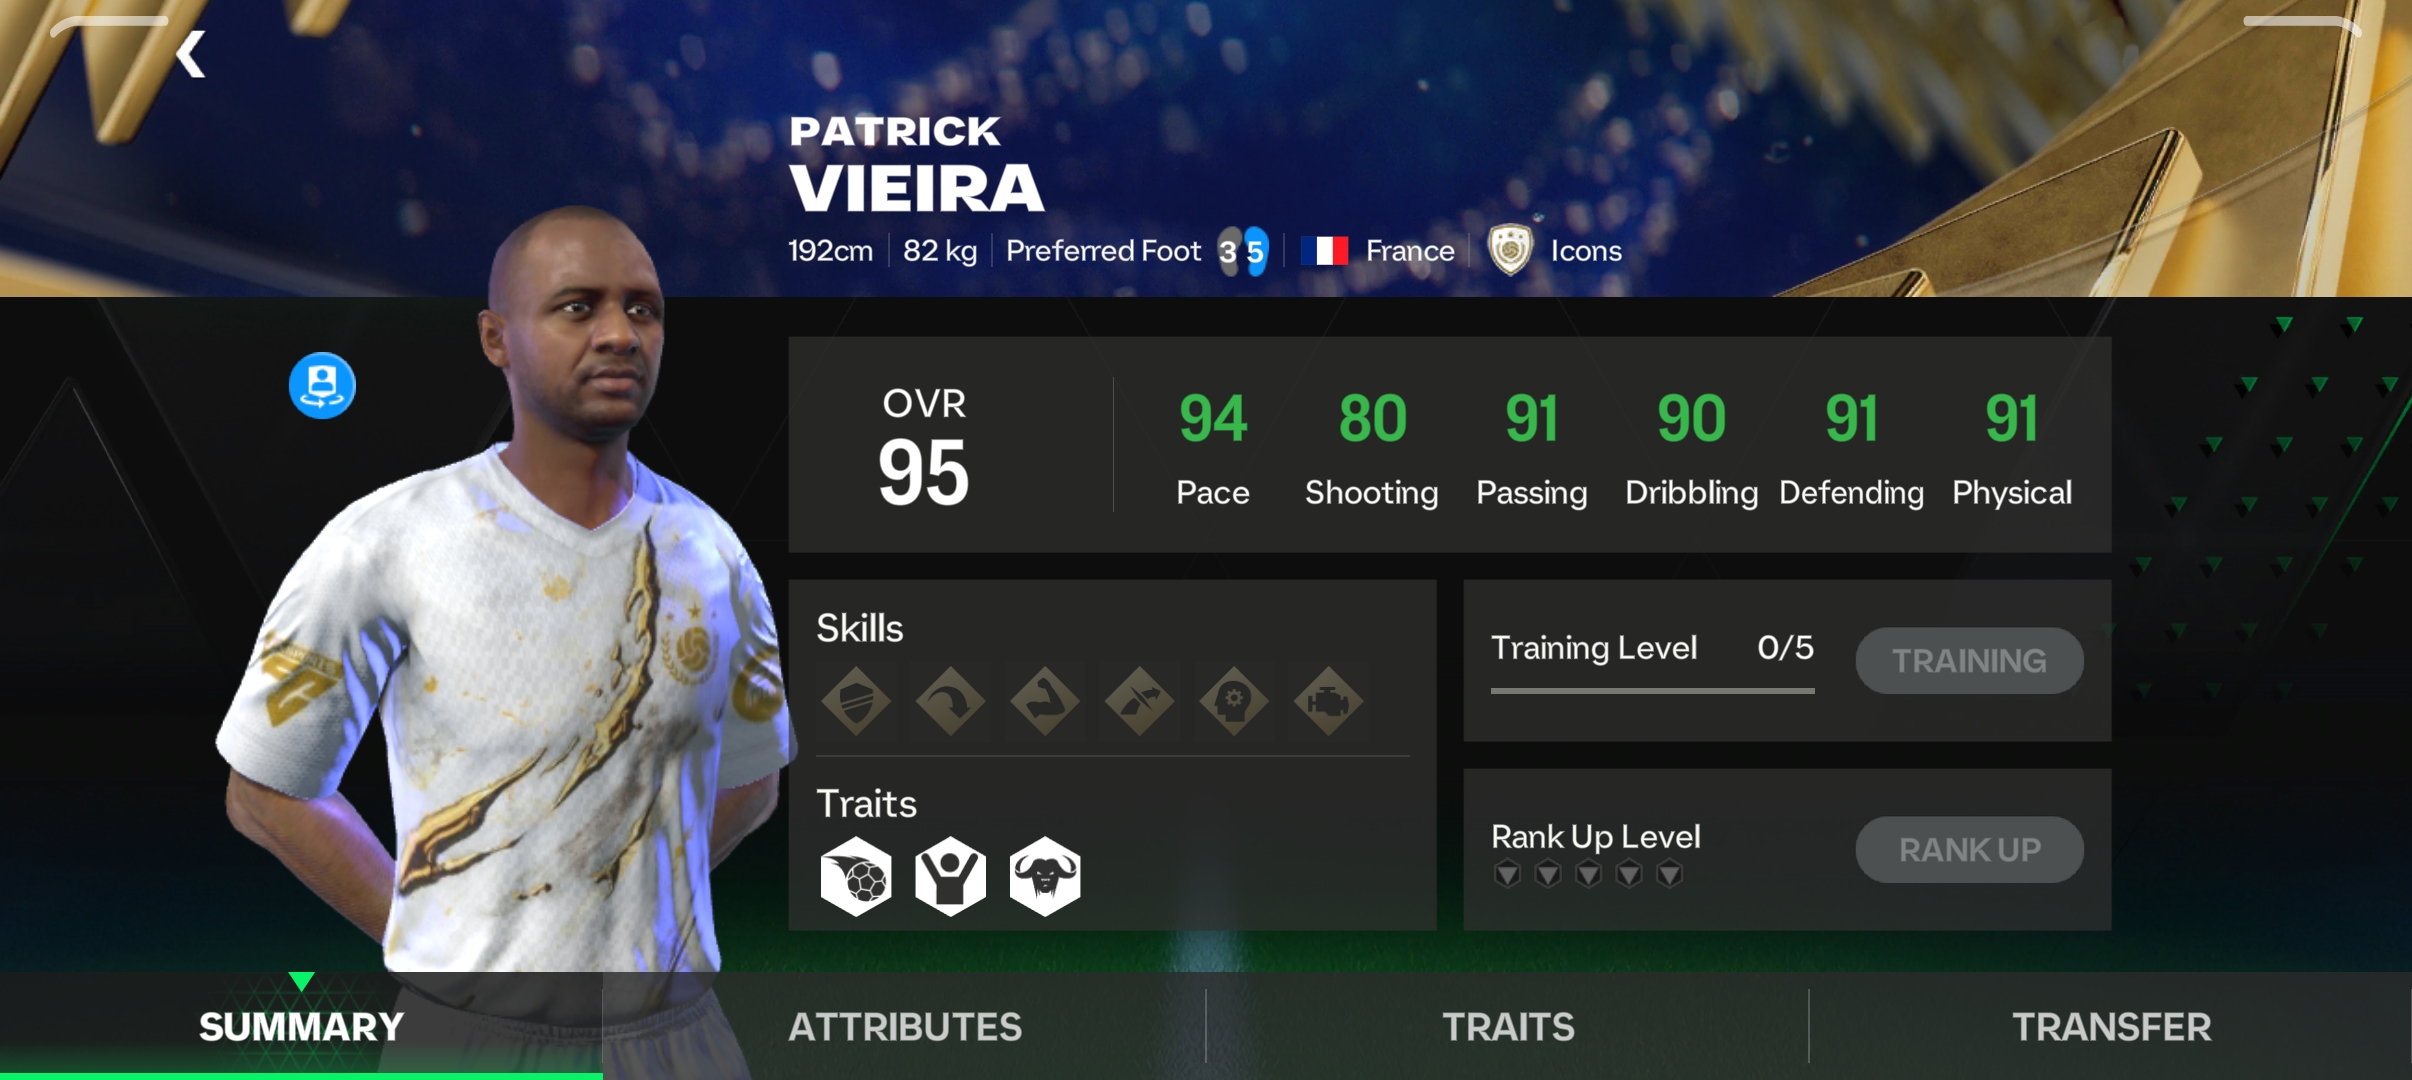 PATRICK
VIEIRA
192cm 82 kg Preferred Foot 3 5 France Icons
OVR
95
94 80 91 90 91 91
Pace Shooting Passing Dribbling Defending Physical
Skills
Training Level 0/5 TRAINING
Traits
Rank Up Level RANK UP
SUMMARY ATTRIBUTES TRAITS TRANSFER